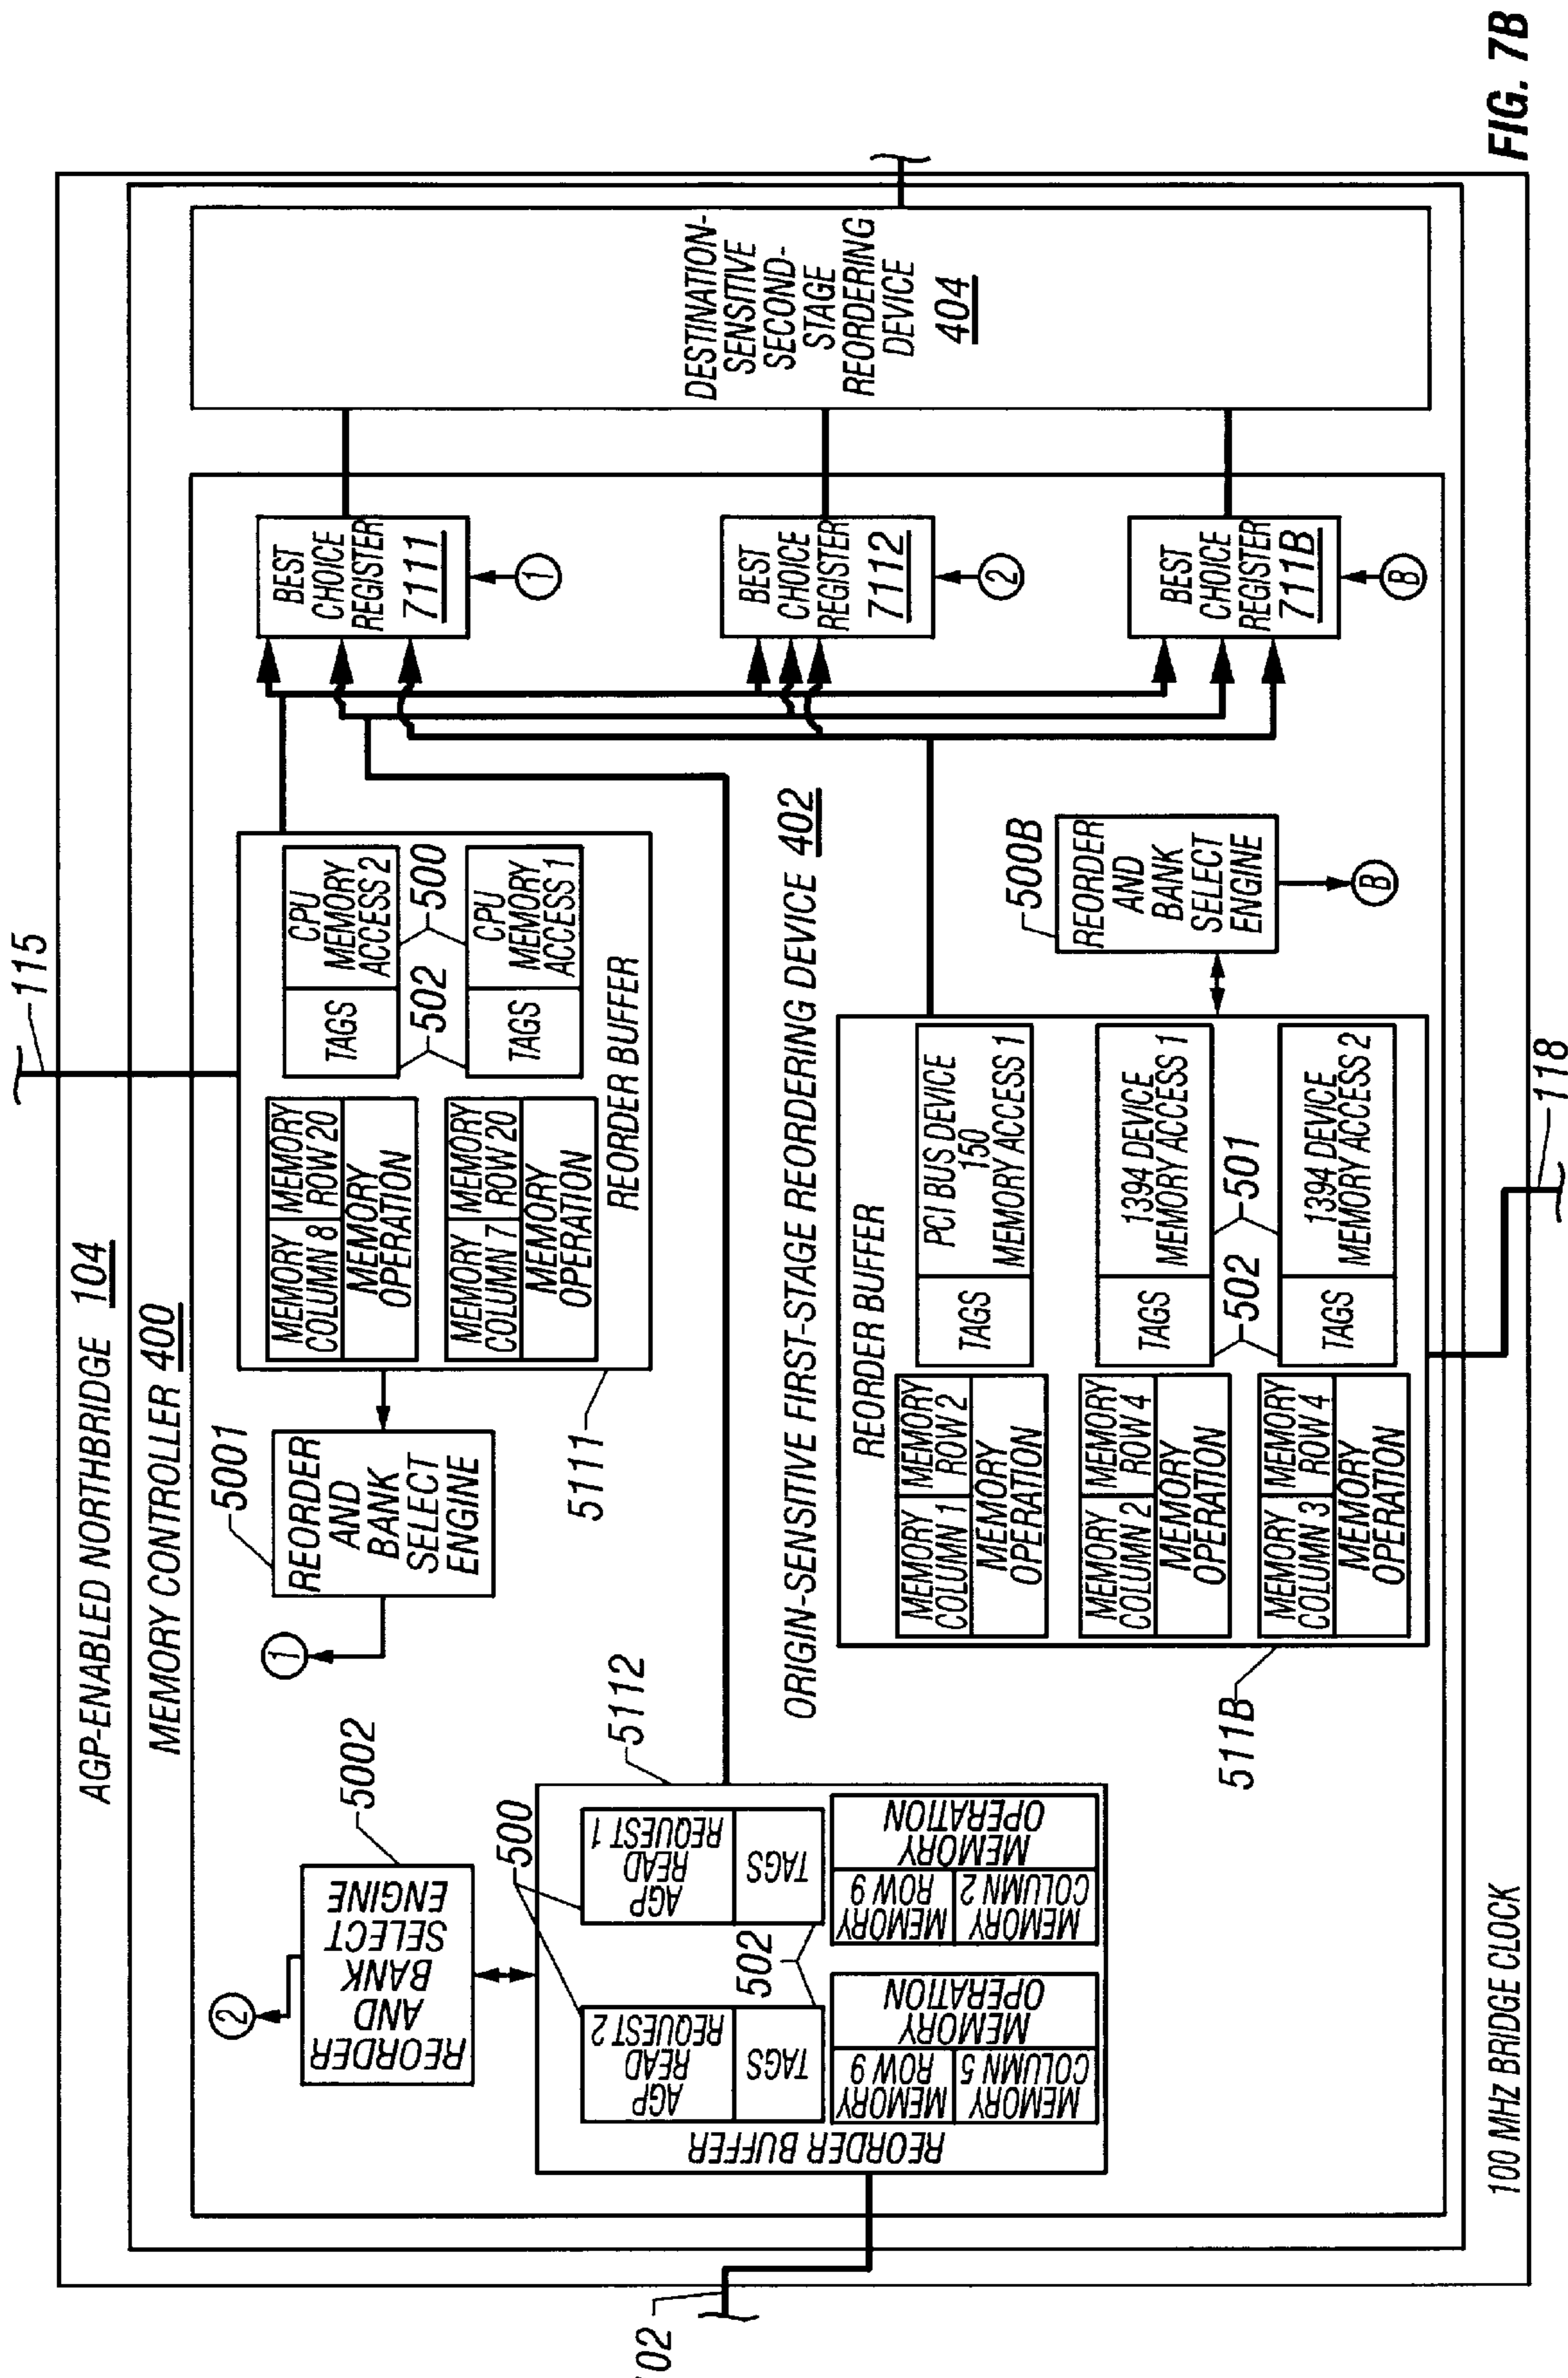 115
AGP-ENABLED NORTHBRIDGE 104
MEMORY CONTROLLER 400
5002
REORDER
AND
BANK
SELECT
ENGINE
2
1
5001
REORDER
AND
BANK
SELECT
ENGINE
5111
MEMORY
COLUMN 8
MEMORY
ROW 20
MEMORY
OPERATION
TAGS
CPU
MEMORY
ACCESS 2
502
500
MEMORY
COLUMN 7
MEMORY
ROW 20
MEMORY
OPERATION
TAGS
CPU
MEMORY
ACCESS 1
REORDER BUFFER
BEST
CHOICE
REGISTER
7111
1
BEST
CHOICE
REGISTER
7112
2
BEST
CHOICE
REGISTER
711B
B
DESTINATION-
SENSITIVE
SECOND-
STAGE
REORDERING
DEVICE
404
5112
REORDER BUFFER
AGP
READ
REQUEST 2
TAGS
MEMORY
ROW 9
MEMORY
COLUMN 5
MEMORY
OPERATION
500
502
AGP
READ
REQUEST 1
TAGS
MEMORY
ROW 9
MEMORY
COLUMN 2
MEMORY
OPERATION
ORIGIN-SENSITIVE FIRST-STAGE REORDERING DEVICE 402
511B
REORDER BUFFER
MEMORY
COLUMN 1
MEMORY
ROW 2
MEMORY
OPERATION
TAGS
PCI BUS DEVICE
150
MEMORY ACCESS 1
MEMORY
COLUMN 2
MEMORY
ROW 4
MEMORY
OPERATION
TAGS
1394 DEVICE
MEMORY ACCESS 1
502
501
MEMORY
COLUMN 3
MEMORY
ROW 4
MEMORY
OPERATION
TAGS
1394 DEVICE
MEMORY ACCESS 2
500B
REORDER
AND
BANK
SELECT
ENGINE
B
118
100 MHz BRIDGE CLOCK
FIG. 7B